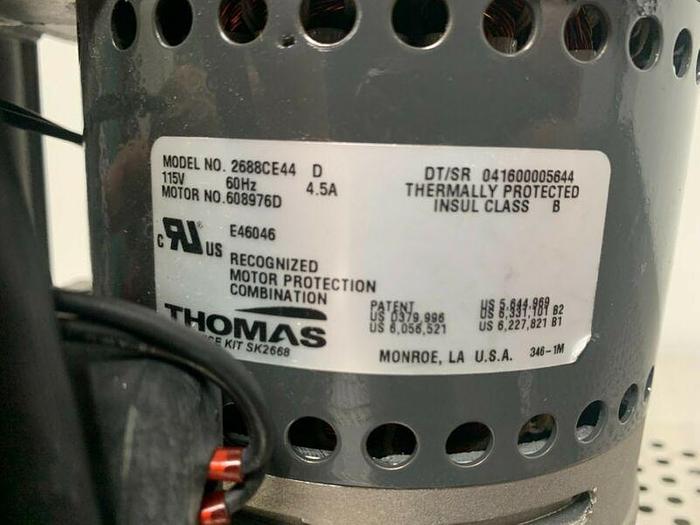 MODEL NO. 2688CE44 D
115V 60Hz 4.5A
MOTOR NO. 608976D
DT/SR 041600005644
THERMALLY PROTECTED
INSUL CLASS B
C RU® US E46046
RECOGNIZED
MOTOR PROTECTION
COMBINATION
THOMAS
KIT SK2668
PATENT US 5,644,969
US D379,996 US 6,331,101 B2
US 6,056,521 US 6,227,821 B1
MONROE, LA U.S.A. 346-1M